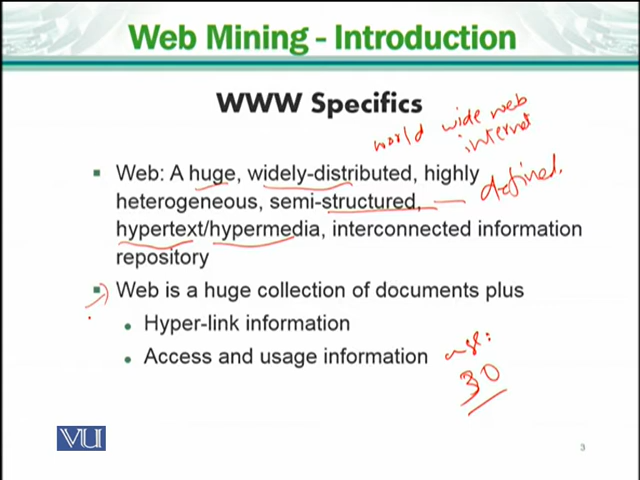 Web Mining - Introduction
WWW Specifics
world wide web
internet
Web: A huge, widely-distributed, highly
heterogeneous, semi-structured,
defined.
hypertext/hypermedia, interconnected information
repository
Web is a huge collection of documents plus
Hyper-link information
Access and usage information
age:
30
VU
3